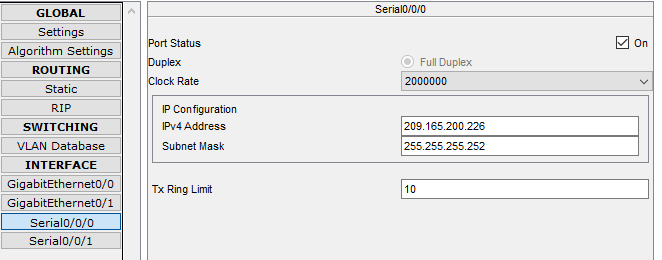 GLOBAL
Settings
Algorithm Settings
ROUTING
Static
RIP
SWITCHING
VLAN Database
INTERFACE
GigabitEthernet0/0
GigabitEthernet0/1
Serial0/0/0
Serial0/0/1
Serial0/0/0
Port Status On
Duplex Full Duplex
Clock Rate 2000000
IP Configuration
IPv4 Address 209.165.200.226
Subnet Mask 255.255.255.252
Tx Ring Limit 10